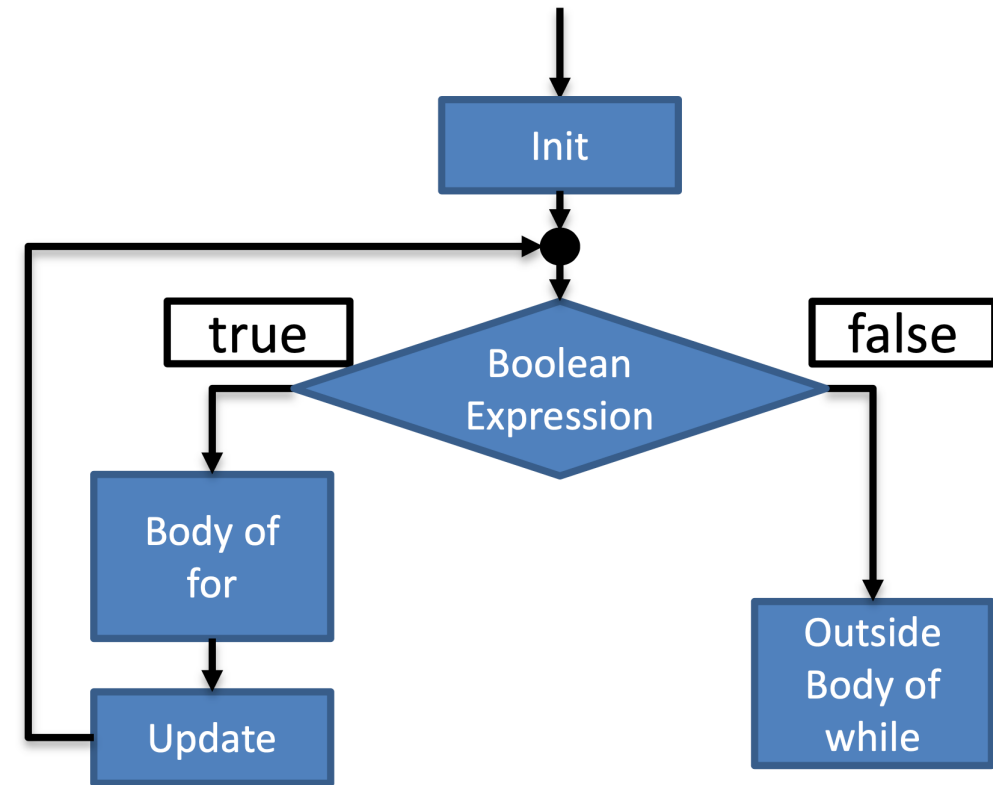 Init
true
false
Boolean
Expression
Body of
for
Update
Outside
Body of
while